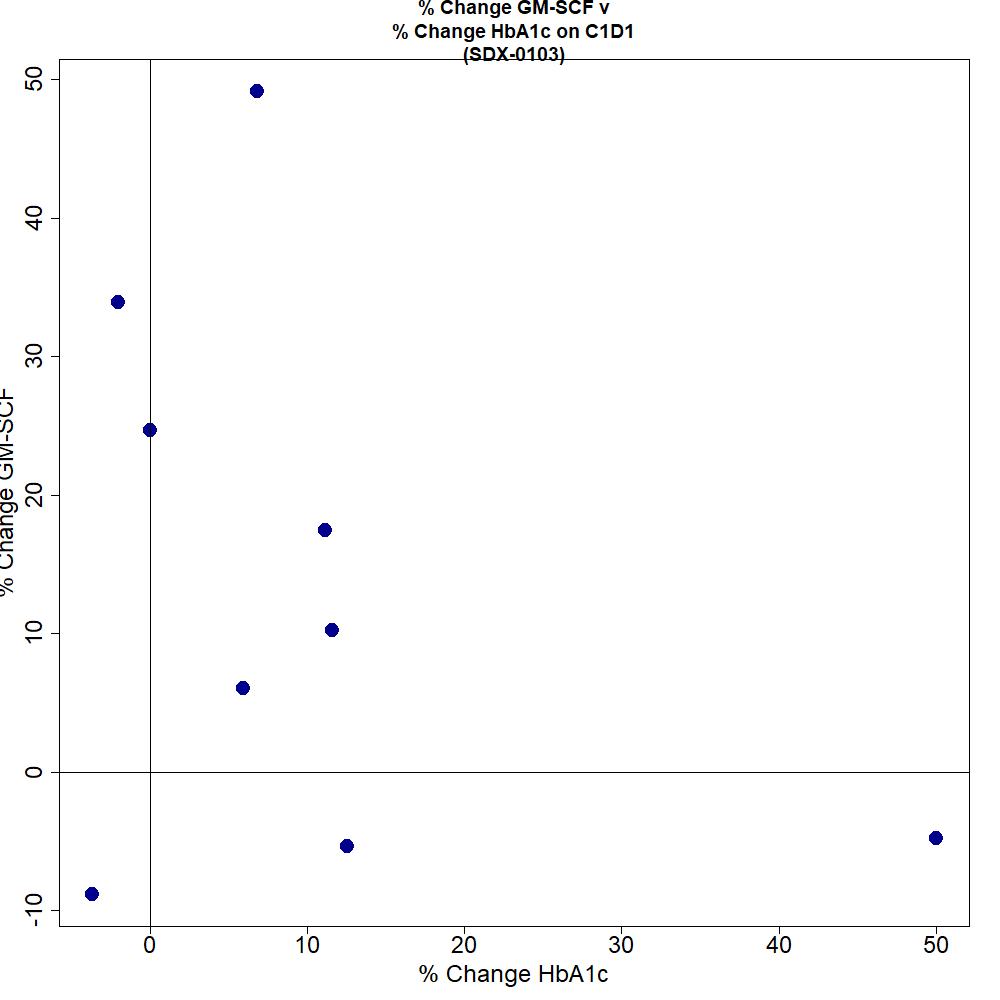 % Change GM-SCF v
% Change HbA1c on C1D1
(SDX-0103)
% Change GM-SCF
50
40
30
20
10
0
-10
0 10 20 30 40 50
% Change HbA1c